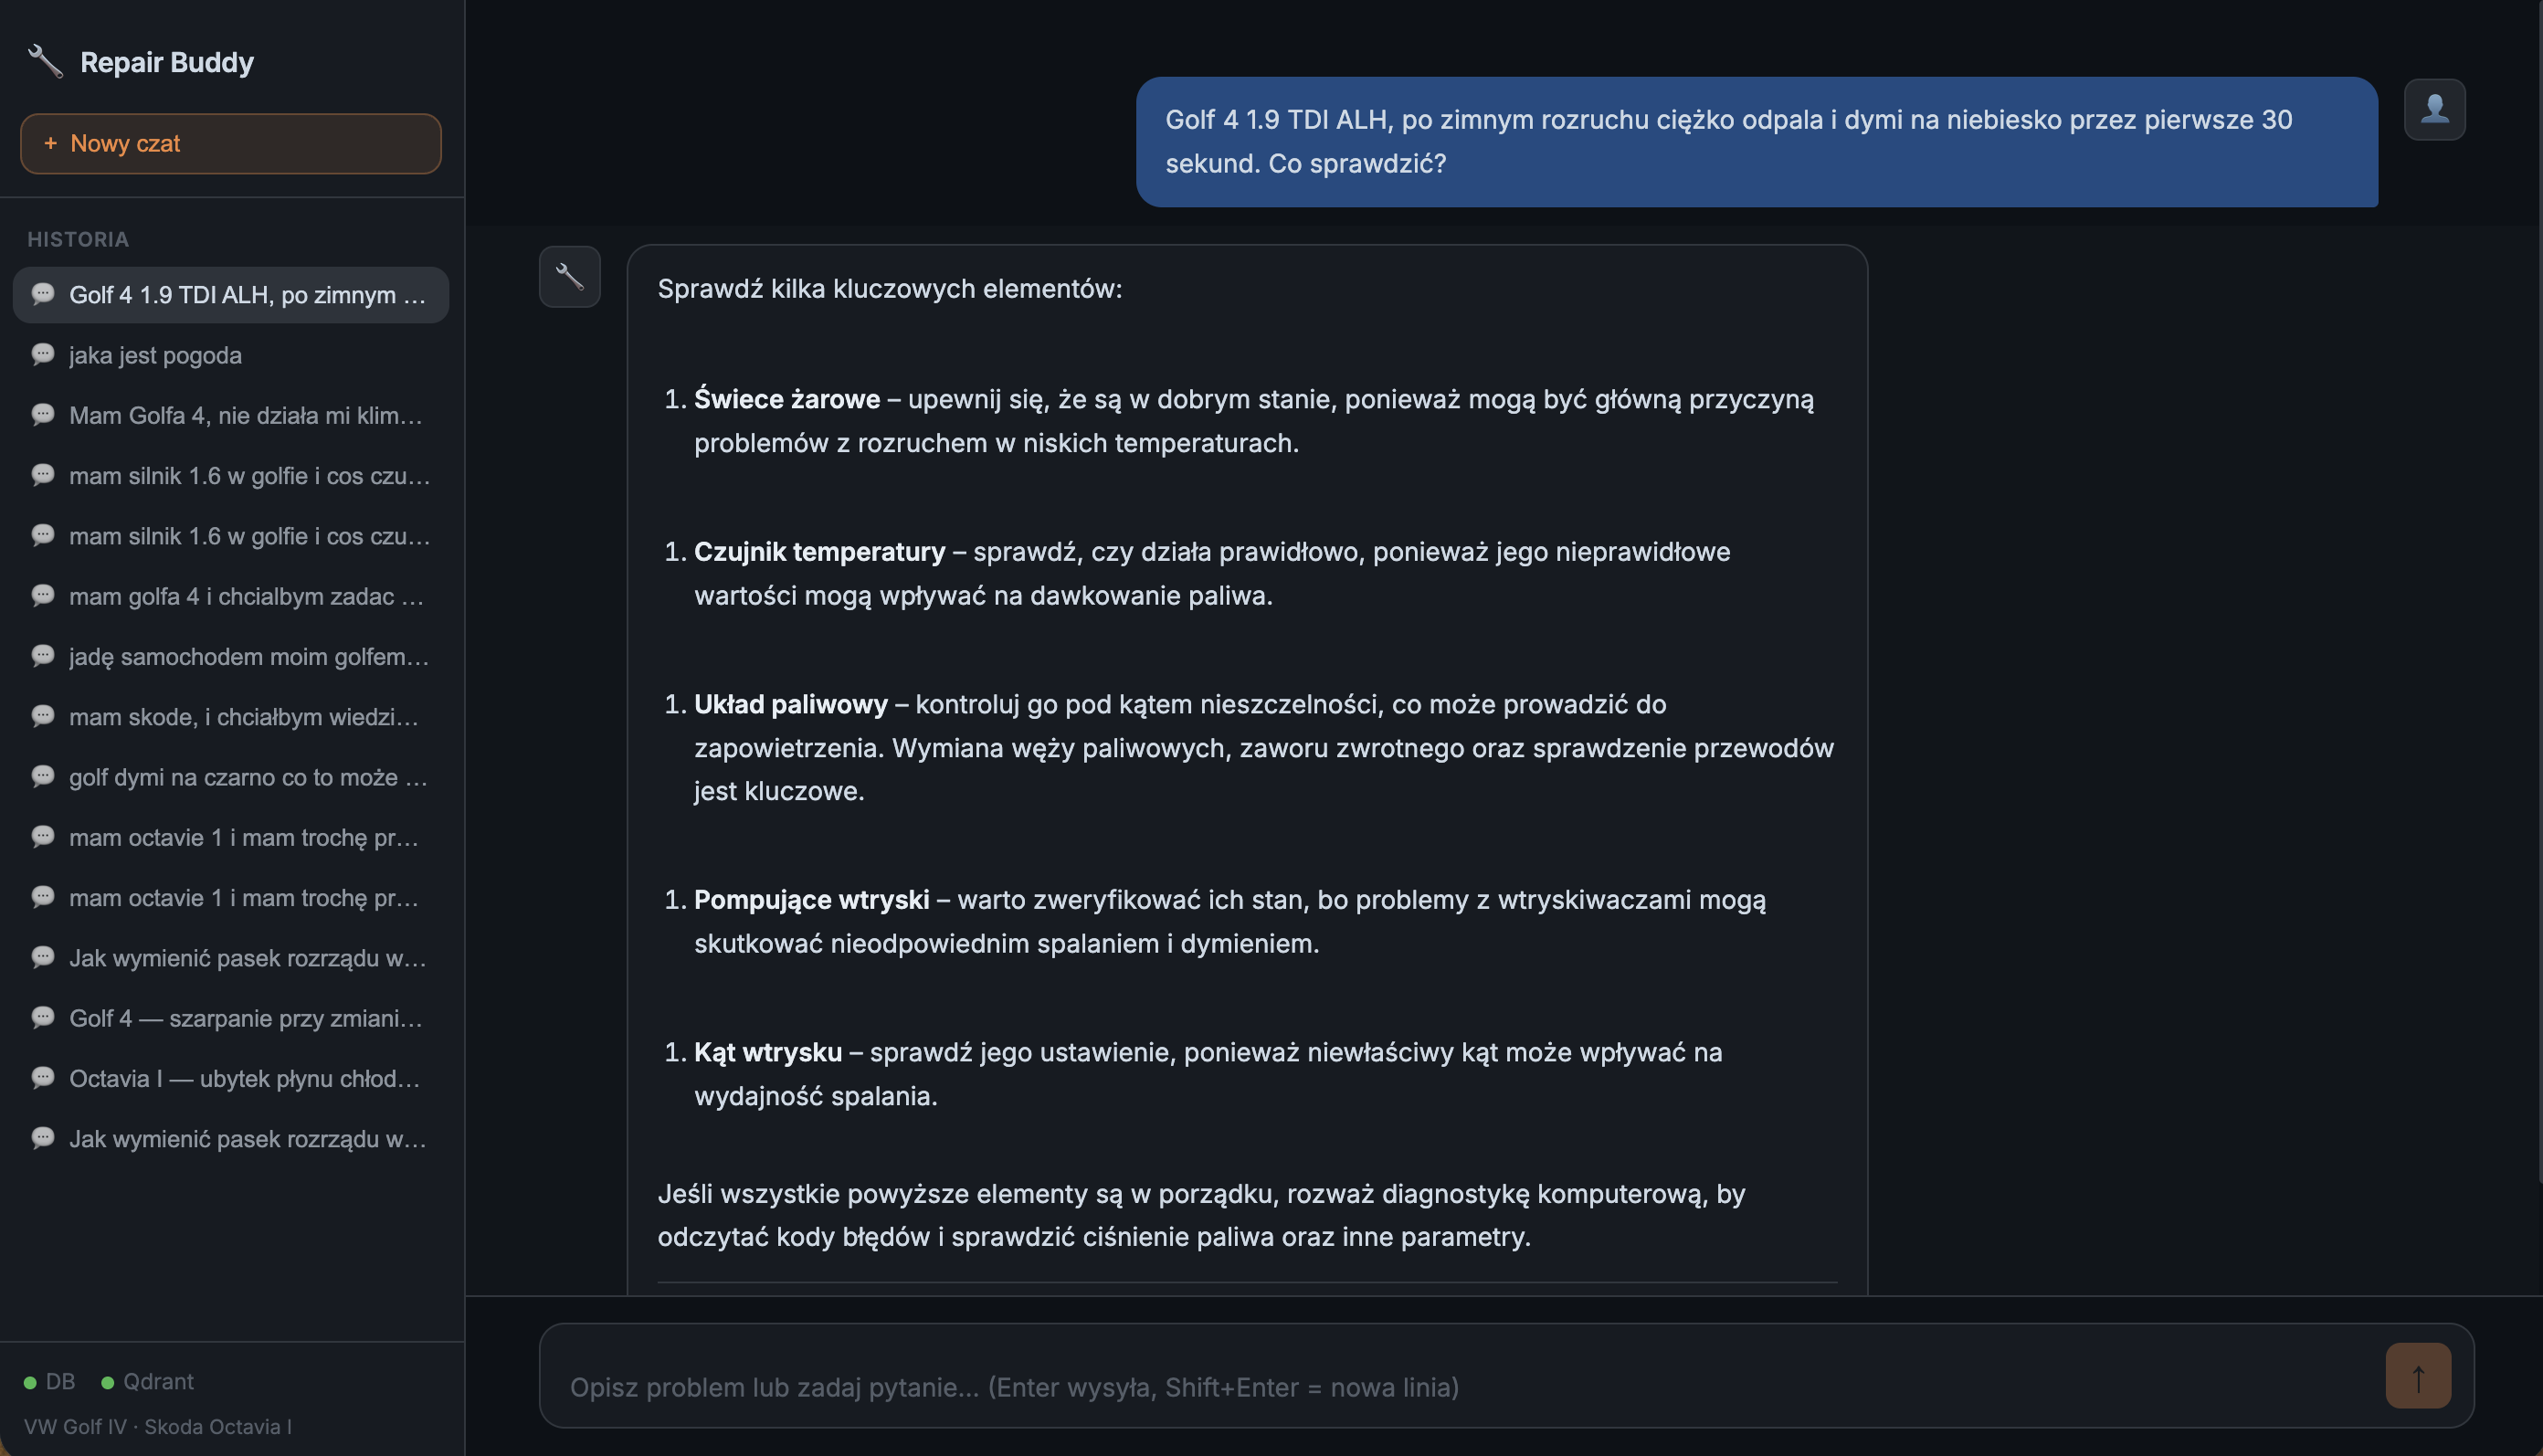 Repair Buddy
+ Nowy czat
HISTORIA
Golf 4 1.9 TDI ALH, po zimnym …
jaka jest pogoda
Mam Golfa 4, nie działa mi klim…
mam silnik 1.6 w golfie i cos czu…
mam silnik 1.6 w golfie i cos czu…
mam golfa 4 i chcialbym zadac …
jadę samochodem moim golfem…
mam skode, i chciałbym wiedzi…
golf dymi na czarno co to może …
mam octavie 1 i mam trochę pr…
mam octavie 1 i mam trochę pr…
Jak wymienić pasek rozrządu w…
Golf 4 — szarpanie przy zmiani…
Octavia I — ubytek płynu chłod…
Jak wymienić pasek rozrządu w…
DB Qdrant
VW Golf IV · Skoda Octavia I
Golf 4 1.9 TDI ALH, po zimnym rozruchu ciężko odpala i dymi na niebiesko przez pierwsze 30
sekund. Co sprawdzić?
Sprawdź kilka kluczowych elementów:
1. Świece żarowe – upewnij się, że są w dobrym stanie, ponieważ mogą być główną przyczyną
problemów z rozruchem w niskich temperaturach.
1. Czujnik temperatury – sprawdź, czy działa prawidłowo, ponieważ jego nieprawidłowe
wartości mogą wpływać na dawkowanie paliwa.
1. Układ paliwowy – kontroluj go pod kątem nieszczelności, co może prowadzić do
zapowietrzenia. Wymiana węży paliwowych, zaworu zwrotnego oraz sprawdzenie przewodów
jest kluczowe.
1. Pompujące wtryski – warto zweryfikować ich stan, bo problemy z wtryskiwaczami mogą
skutkować nieodpowiednim spalaniem i dymieniem.
1. Kąt wtrysku – sprawdź jego ustawienie, ponieważ niewłaściwy kąt może wpływać na
wydajność spalania.
Jeśli wszystkie powyższe elementy są w porządku, rozważ diagnostykę komputerową, by
odczytać kody błędów i sprawdzić ciśnienie paliwa oraz inne parametry.
Opisz problem lub zadaj pytanie... (Enter wysyła, Shift+Enter = nowa linia)